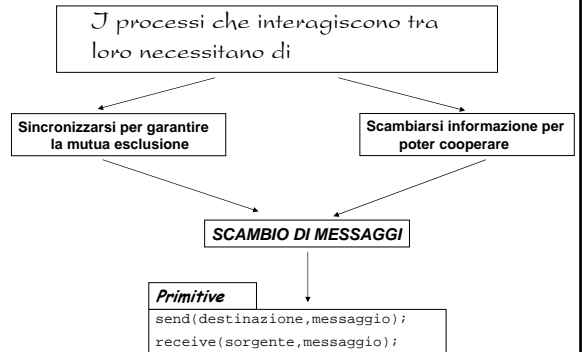 I processi che interagiscono tra
loro necessitano di
Sincronizzarsi per garantire
la mutua esclusione
Scambiarsi informazione per
poter cooperare
SCAMBIO DI MESSAGGI
Primitive
send(destinazione,messaggio);
receive(sorgente,messaggio);